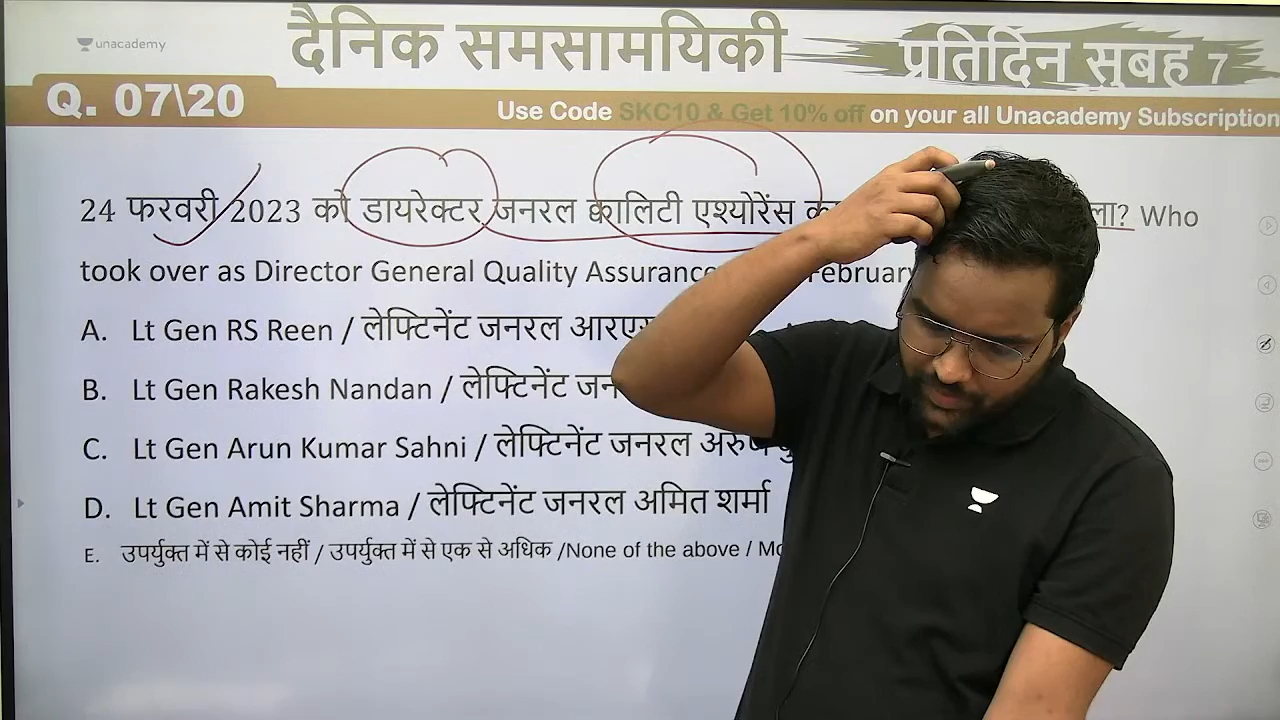 unacademy
दैनिक समसामयिकी
प्रतिदिन सुबह 7
Q. 07\20
Use Code SKC10 & Get 10% off on your all Unacademy Subscription
24 फरवरी 2023 को डायरेक्टर जनरल क्वालिटी एश्योरेंस Who
took over as Director General Quality Assurance February
A. Lt Gen RS Reen / लेफ्टिनेंट जनरल
B. Lt Gen Rakesh Nandan / लेफ्टिनेंट
C. Lt Gen Arun Kumar Sahni / लेफ्टिनेंट जनरल अरुण
D. Lt Gen Amit Sharma / लेफ्टिनेंट जनरल अमित शर्मा
E. उपर्युक्त में से कोई नहीं / उपर्युक्त में से एक से अधिक /None of the above /